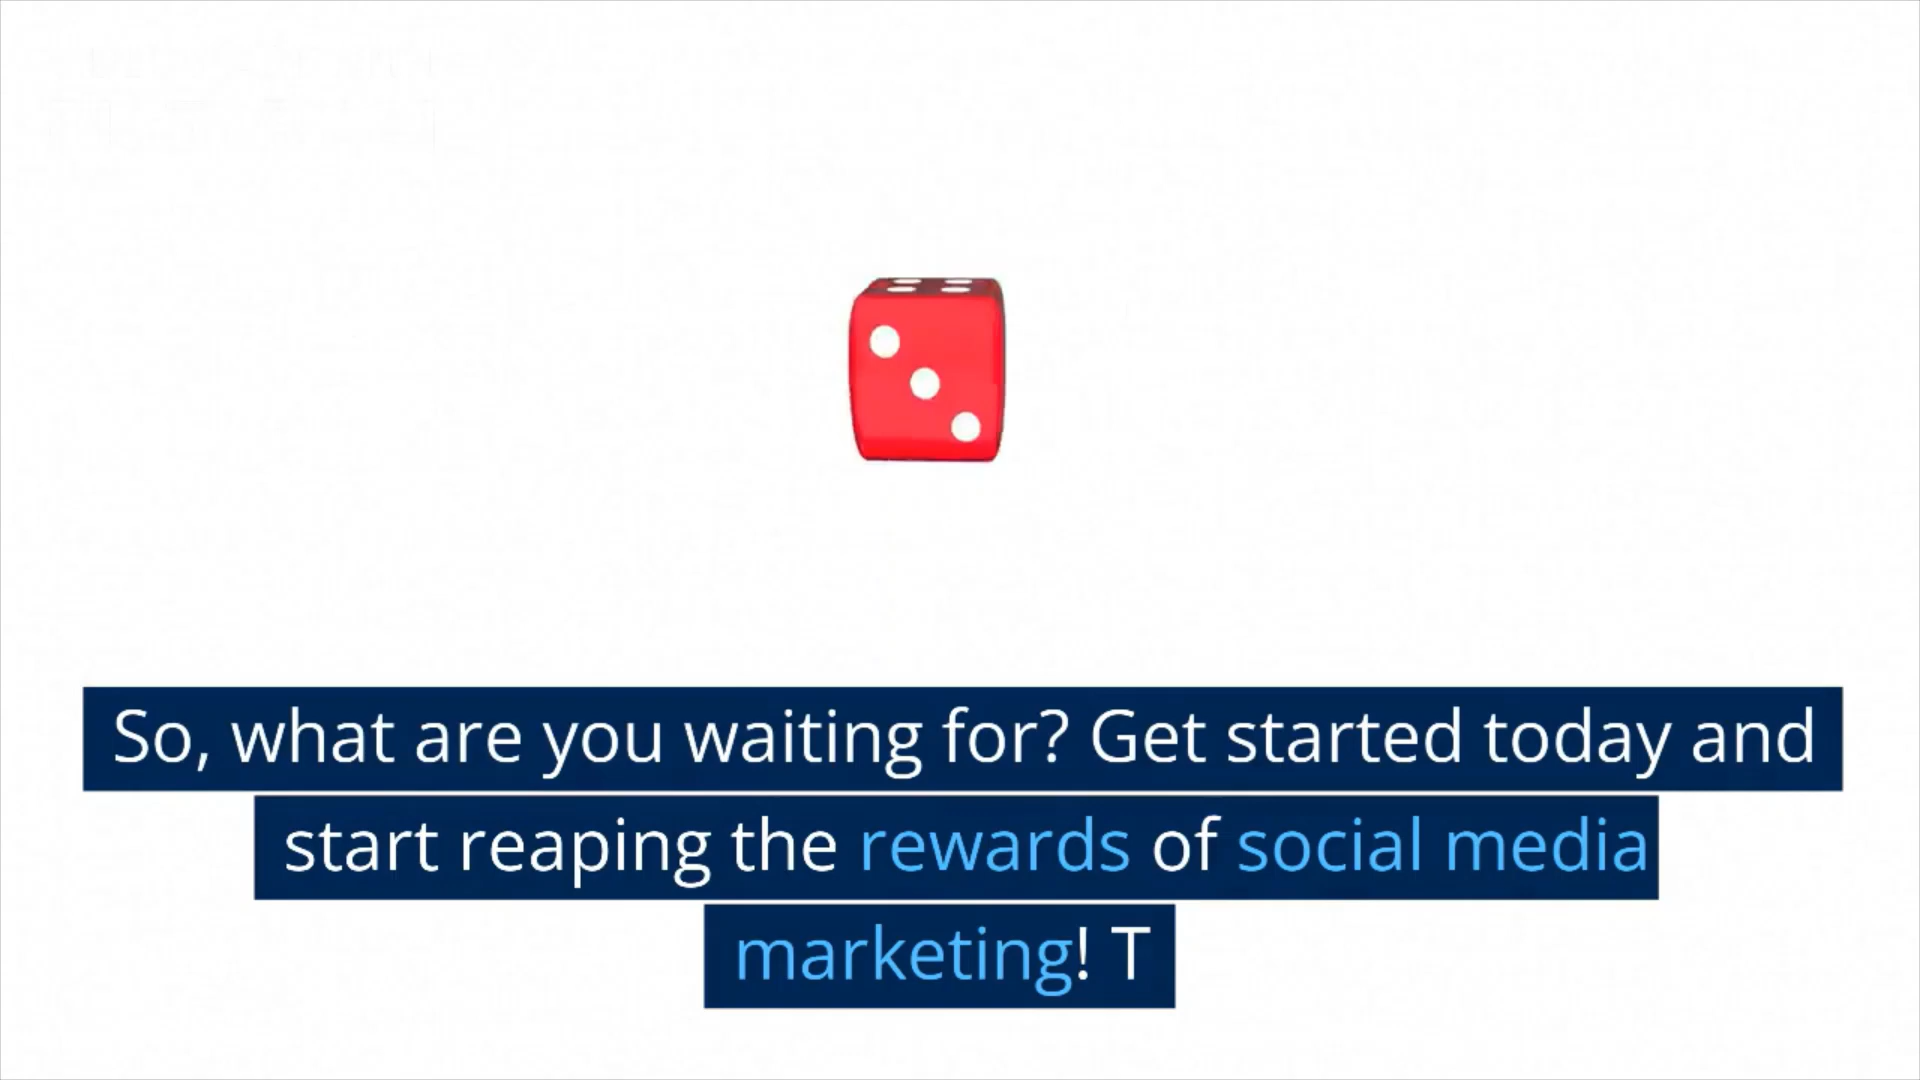 So, what are you waiting for? Get started today and
start reaping the rewards of social media
marketing! T